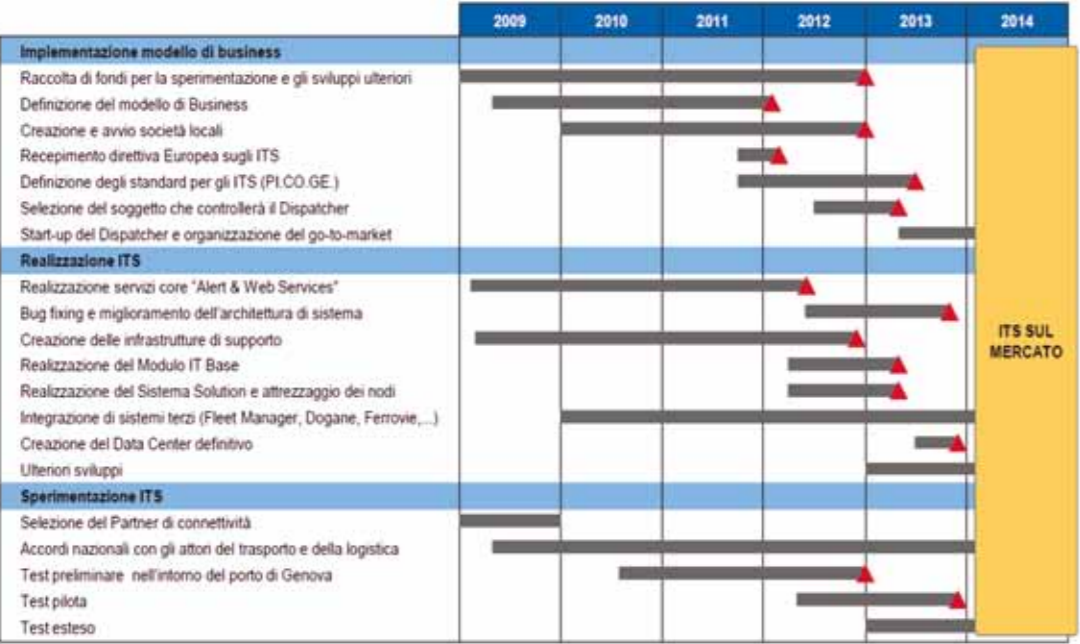 2009 2010 2011 2012 2013 2014
Implementazione modello di business
Raccolta di fondi per la sperimentazione e gli sviluppi ulteriori
Definizione del modello di Business
Creazione e avvio società locali
Recepimento direttiva Europea sugli ITS
Definizione degli standard per gli ITS (PI.CO.GE.)
Selezione del soggetto che controllerà il Dispatcher
Start-up del Dispatcher e organizzazione del go-to-market
Realizzazione ITS
Realizzazione servizi core "Alert & Web Services"
Bug fixing e miglioramento dell'architettura di sistema
Creazione delle infrastrutture di supporto
Realizzazione del Modulo IT Base
Realizzazione del Sistema Solution e attrezzaggio dei nodi
Integrazione di sistemi terzi (Fleet Manager, Dogane, Ferrovie,...)
Creazione del Data Center definitivo
Ulteriori sviluppi
Sperimentazione ITS
Selezione del Partner di connettività
Accordi nazionali con gli attori del trasporto e della logistica
Test preliminare nell'intorno del porto di Genova
Test pilota
Test esteso
ITS SUL
MERCATO